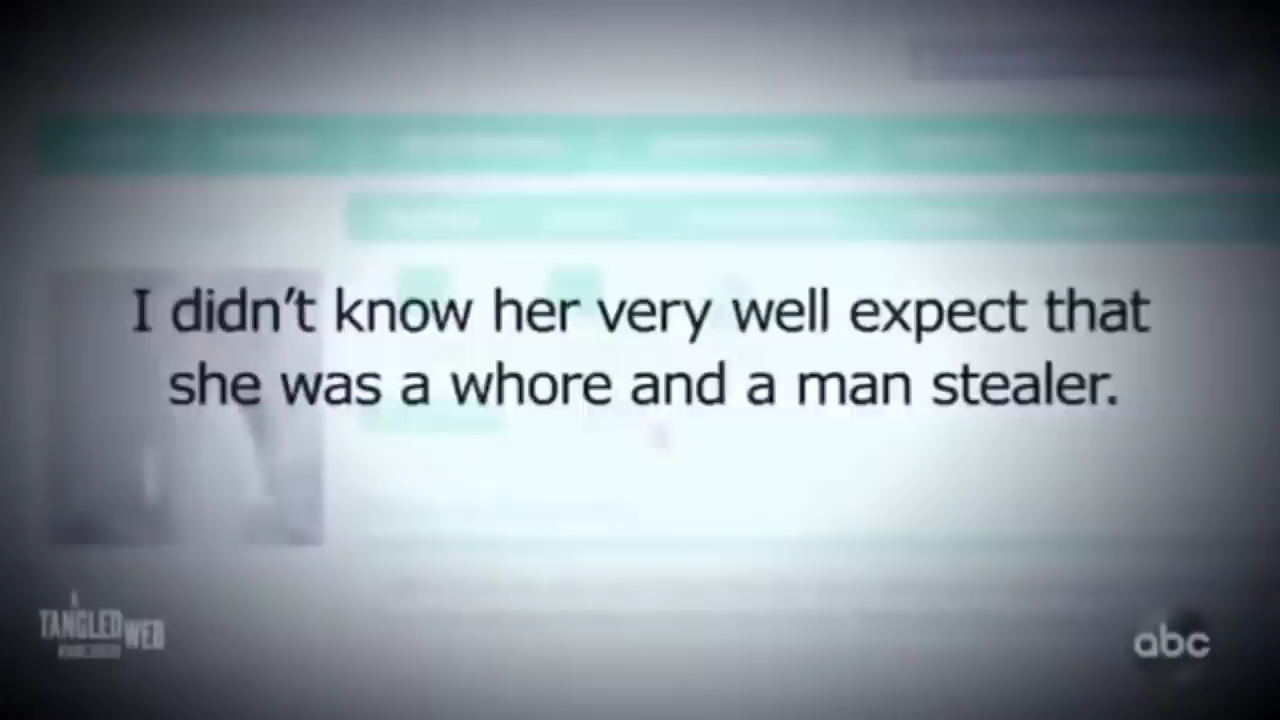 I didn't know her very well expect that
she was a whore and a man stealer.
A
TANGLED WEB
abc